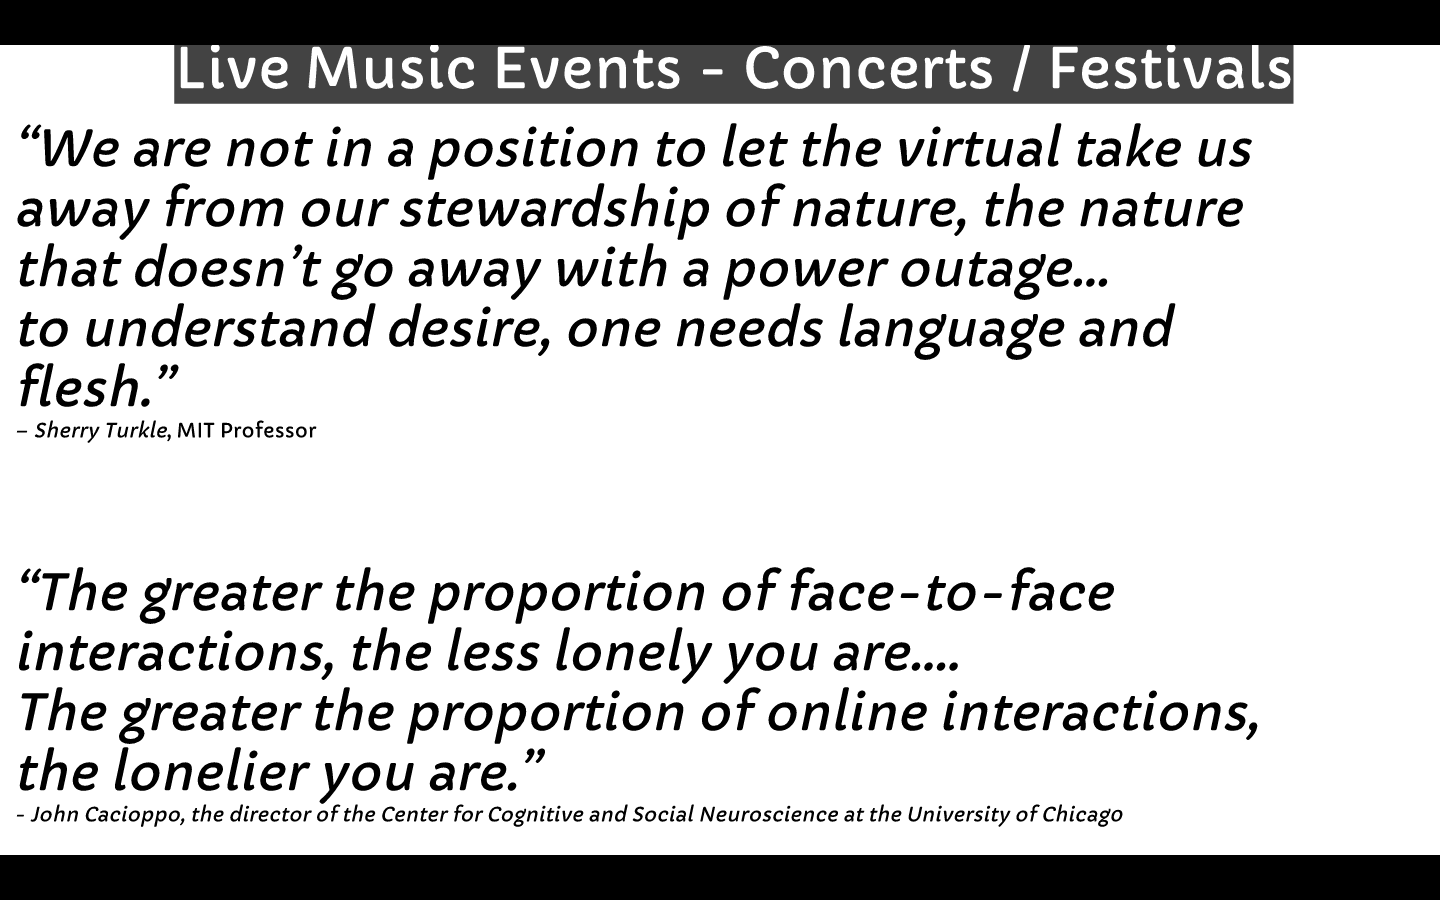 Live Music Events - Concerts / Festivals
“We are not in a position to let the virtual take us
away from our stewardship of nature, the nature
that doesn’t go away with a power outage...
to understand desire, one needs language and
flesh.”
– Sherry Turkle, MIT Professor
“The greater the proportion of face-to-face
interactions, the less lonely you are....
The greater the proportion of online interactions,
the lonelier you are.”
- John Cacioppo, the director of the Center for Cognitive and Social Neuroscience at the University of Chicago